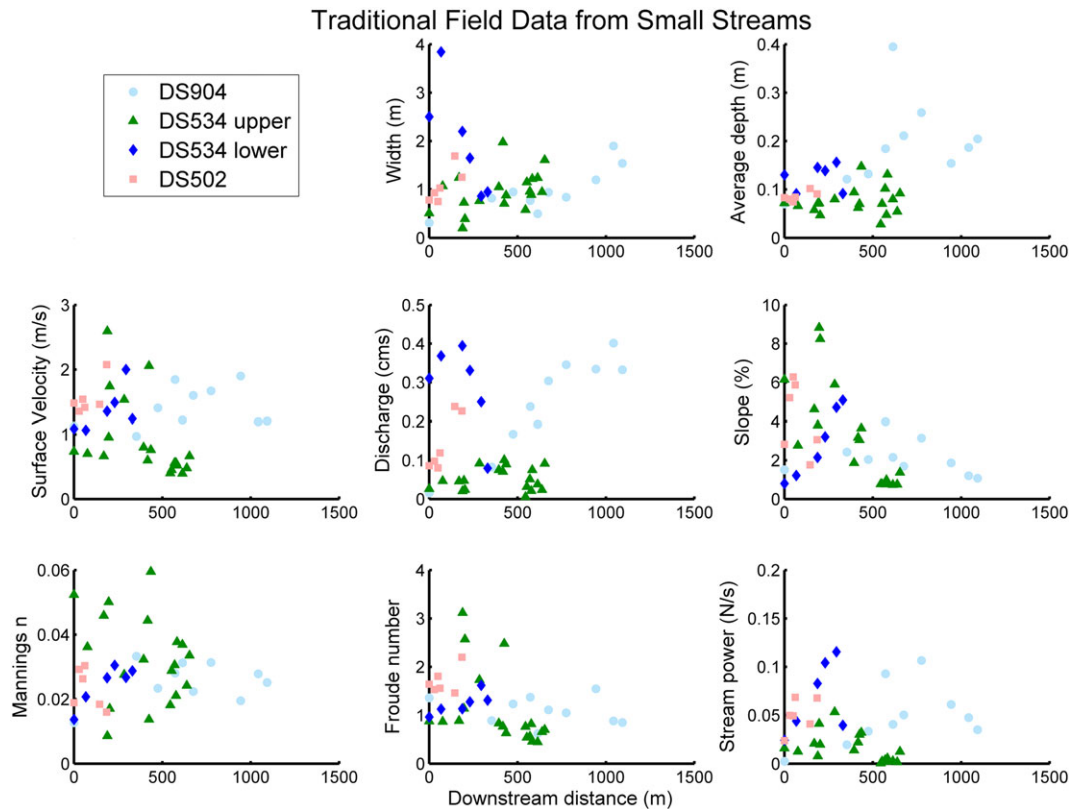 Traditional Field Data from Small Streams
DS904
DS534 upper
DS534 lower
DS502
Width (m)
4
3
2
1
0
0 500 1000 1500
Average depth (m)
0.4
0.3
0.2
0.1
0
0 500 1000 1500
Surface Velocity (m/s)
3
2
1
0
0 500 1000 1500
Discharge (cms)
0.5
0.4
0.3
0.2
0.1
0
0 500 1000 1500
Slope (%)
10
8
6
4
2
0
0 500 1000 1500
Mannings n
0.06
0.04
0.02
0
0 500 1000 1500
Froude number
4
3
2
1
0
0 500 1000 1500
Stream power (N/s)
0.2
0.15
0.1
0.05
0
0 500 1000 1500
Downstream distance (m)